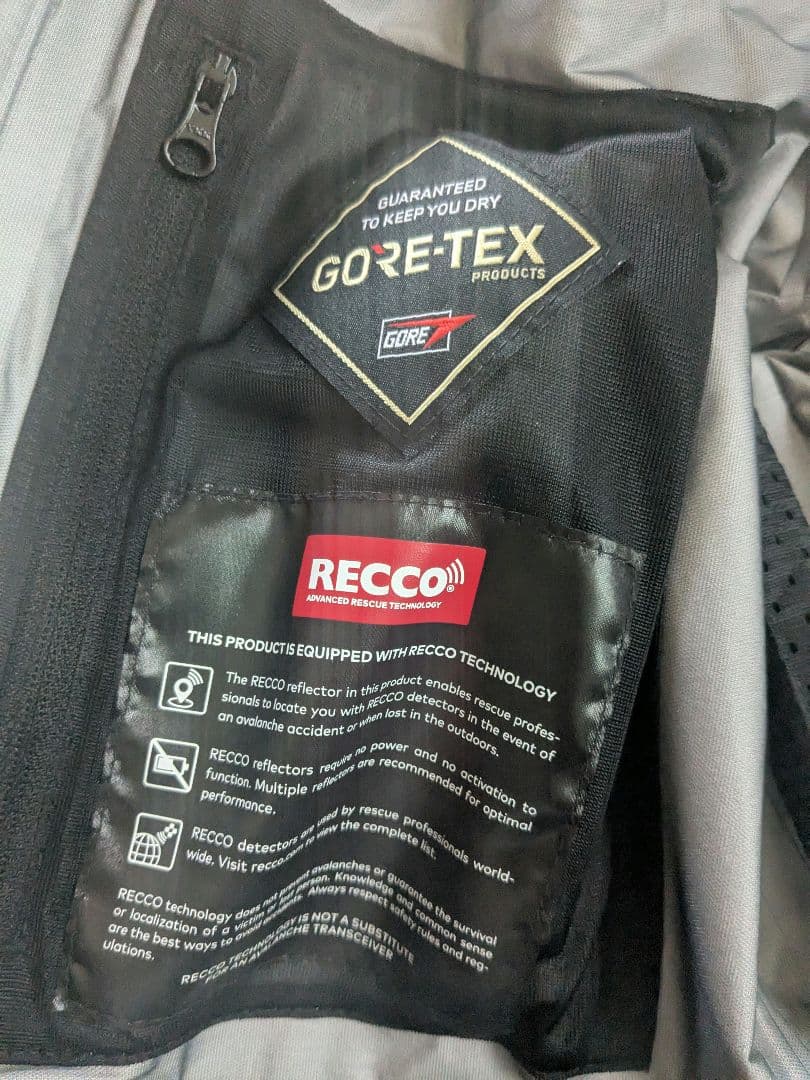 GUARANTEED
TO KEEP YOU DRY
GORE-TEX
PRODUCTS
GORE
RECCO®
ADVANCED RESCUE TECHNOLOGY
THIS PRODUCT IS EQUIPPED WITH RECCO TECHNOLOGY
The RECCO reflector in this product enables rescue profes-
sionals to locate you with RECCO detectors in the event of
an avalanche accident or when lost in the outdoors.
RECCO reflectors require no power and no activation to
function. Multiple reflectors are recommended for optimal
performance.
RECCO detectors are used by rescue professionals world-
wide. Visit recco.com to view the complete list.
RECCO technology does not prevent avalanches or guarantee the survival
or localization of a victim or lost person. Knowledge and common sense
are the best ways to avoid accidents. Always respect safety rules and reg-
ulations.
RECCO TECHNOLOGY IS NOT A SUBSTITUTE
FOR AN AVALANCHE TRANSCEIVER